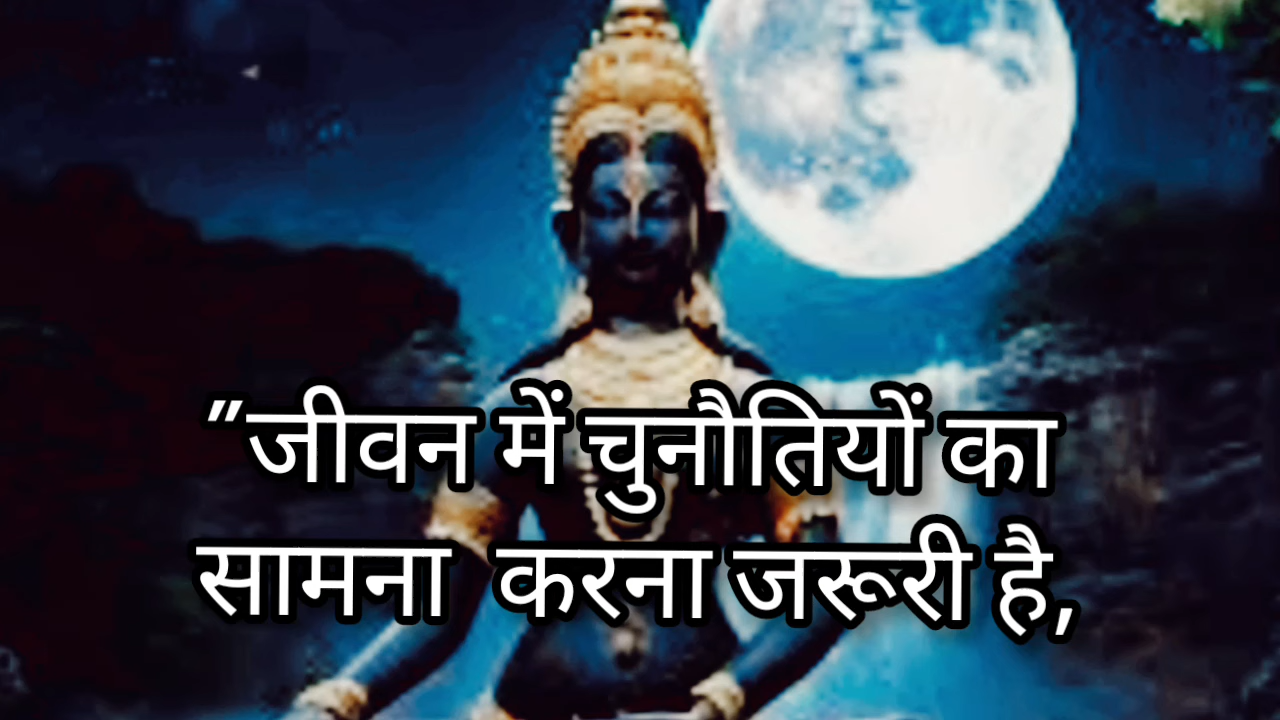 "जीवन में चुनौतियों का
सामना करना जरूरी है,